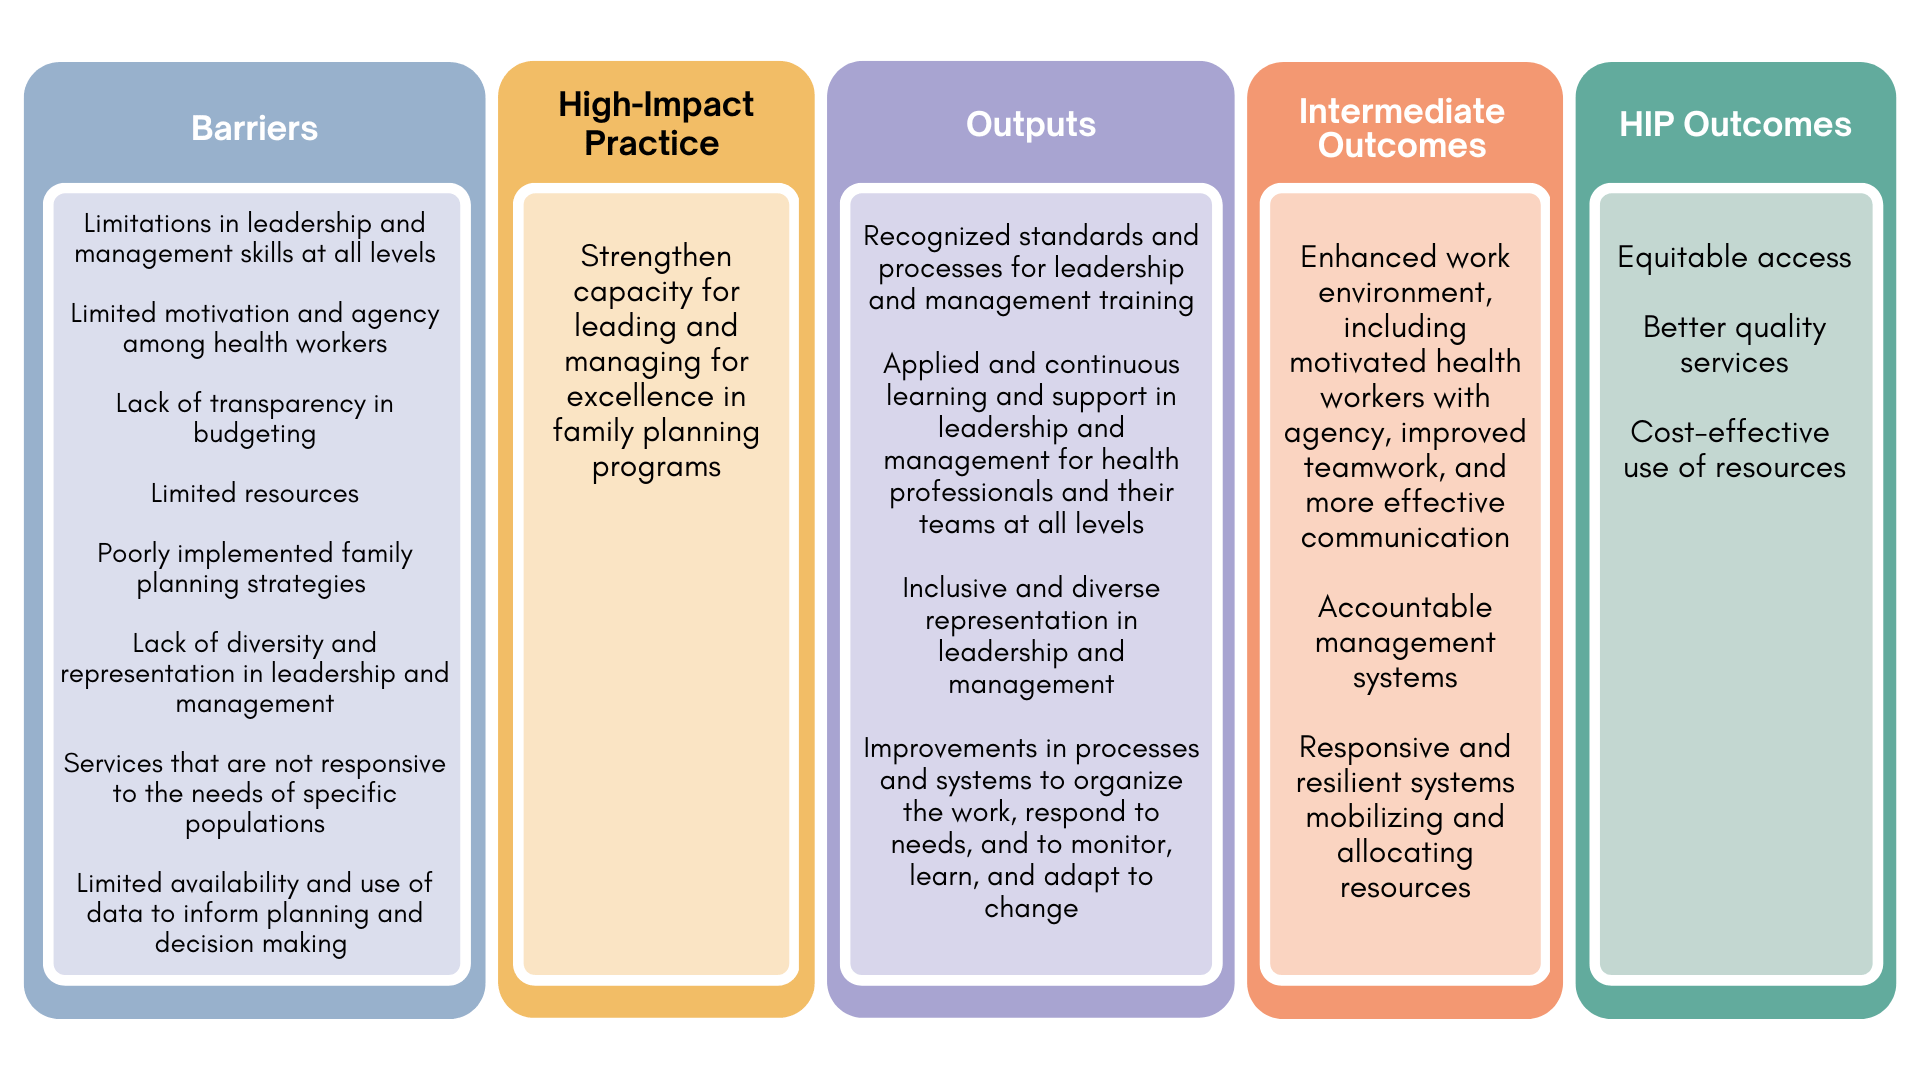 Barriers
Limitations in leadership and
management skills at all levels
Limited motivation and agency
among health workers
Lack of transparency in
budgeting
Limited resources
Poorly implemented family
planning strategies
Lack of diversity and
representation in leadership and
management
Services that are not responsive
to the needs of specific
populations
Limited availability and use of
data to inform planning and
decision making
High-Impact
Practice
Strengthen
capacity for
leading and
managing for
excellence in
family planning
programs
Outputs
Recognized standards and
processes for leadership
and management training
Applied and continuous
learning and support in
leadership and
management for health
professionals and their
teams at all levels
Inclusive and diverse
representation in
leadership and
management
Improvements in processes
and systems to organize
the work, respond to
needs, and to monitor,
learn, and adapt to
change
Intermediate
Outcomes
Enhanced work
environment,
including
motivated health
workers with
agency, improved
teamwork, and
more effective
communication
Accountable
management
systems
Responsive and
resilient systems
mobilizing and
allocating
resources
HIP Outcomes
Equitable access
Better quality
services
Cost-effective
use of resources